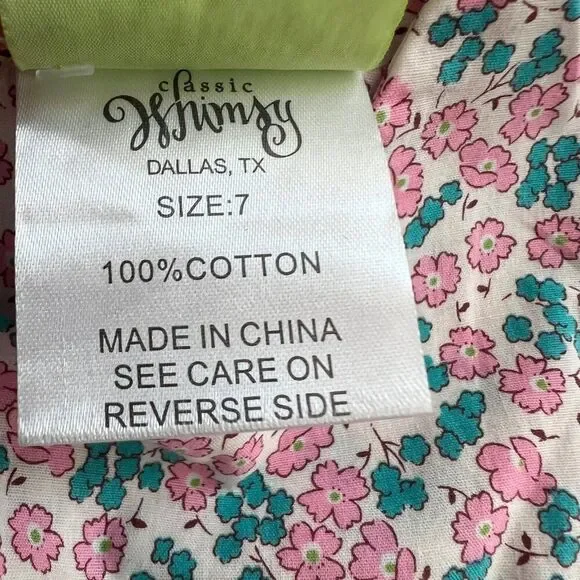 classic
Whimsy
DALLAS, TX
SIZE:7
100%COTTON
MADE IN CHINA
SEE CARE ON
REVERSE SIDE